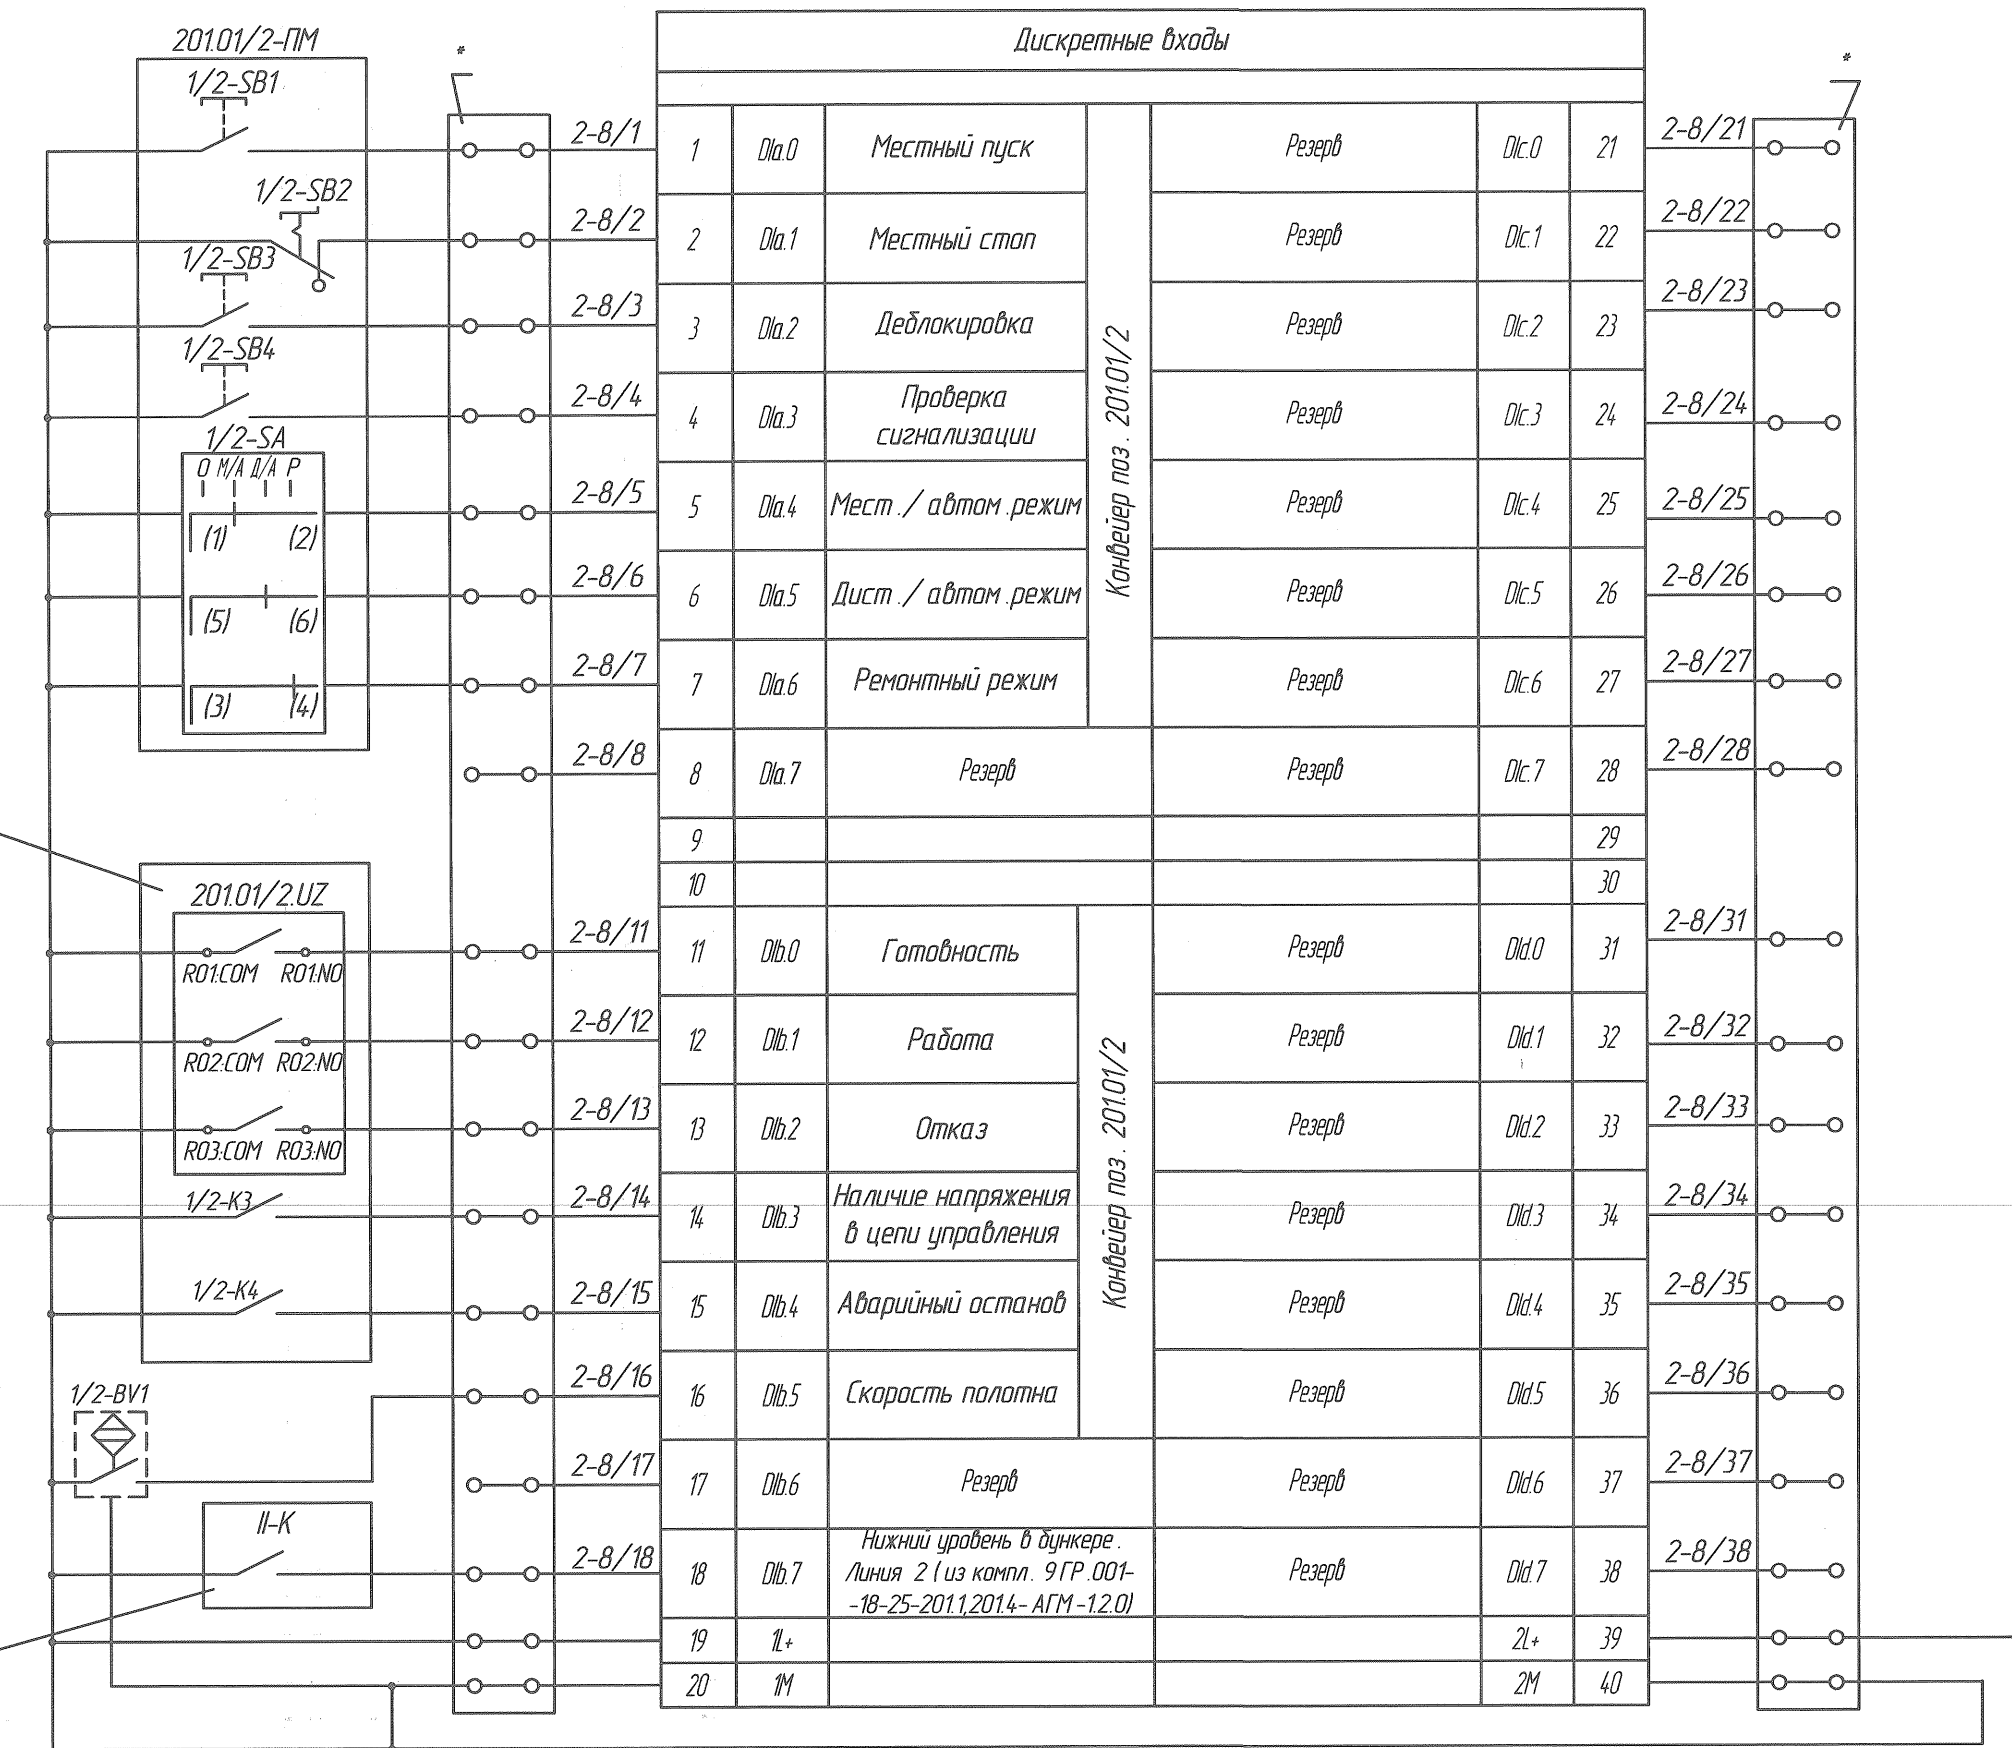 201.01/2-ПМ
1/2-SB1
1/2-SB2
1/2-SB3
1/2-SB4
1/2-SA
О М/А Д/А Р
(1) (2)
(5) (6)
(3) (4)
201.01/2.UZ
RO1:COM RO1:NO
RO2:COM RO2:NO
RO3:COM RO3:NO
1/2-K3
1/2-K4
1/2-BV1
II-K
*
2-8/1
2-8/2
2-8/3
2-8/4
2-8/5
2-8/6
2-8/7
2-8/8
2-8/11
2-8/12
2-8/13
2-8/14
2-8/15
2-8/16
2-8/17
2-8/18
Дискретные входы
1 DIa.0 Местный пуск Резерв DIc.0 21
2 DIa.1 Местный стоп Резерв DIc.1 22
3 DIa.2 Деблокировка Резерв DIc.2 23
4 DIa.3 Проверка
сигнализации Резерв DIc.3 24
5 DIa.4 Мест./ автом.режим Резерв DIc.4 25
6 DIa.5 Дист./ автом.режим Резерв DIc.5 26
7 DIa.6 Ремонтный режим Резерв DIc.6 27
Конвейер поз. 201.01/2
8 DIa.7 Резерв Резерв DIc.7 28
9 29
10 30
11 DIb.0 Готовность Резерв DId.0 31
12 DIb.1 Работа Резерв DId.1 32
13 DIb.2 Отказ Резерв DId.2 33
14 DIb.3 Наличие напряжения
в цепи управления Резерв DId.3 34
15 DIb.4 Аварийный останов Резерв DId.4 35
16 DIb.5 Скорость полотна Резерв DId.5 36
Конвейер поз. 201.01/2
17 DIb.6 Резерв Резерв DId.6 37
18 DIb.7 Нижний уровень в бункере.
Линия 2 (из компл. 9ГР.001-
-18-25-201.1,201.4- АГМ-1.2.0) Резерв DId.7 38
19 1L+ 2L+ 39
20 1M 2M 40
*
2-8/21
2-8/22
2-8/23
2-8/24
2-8/25
2-8/26
2-8/27
2-8/28
2-8/31
2-8/32
2-8/33
2-8/34
2-8/35
2-8/36
2-8/37
2-8/38